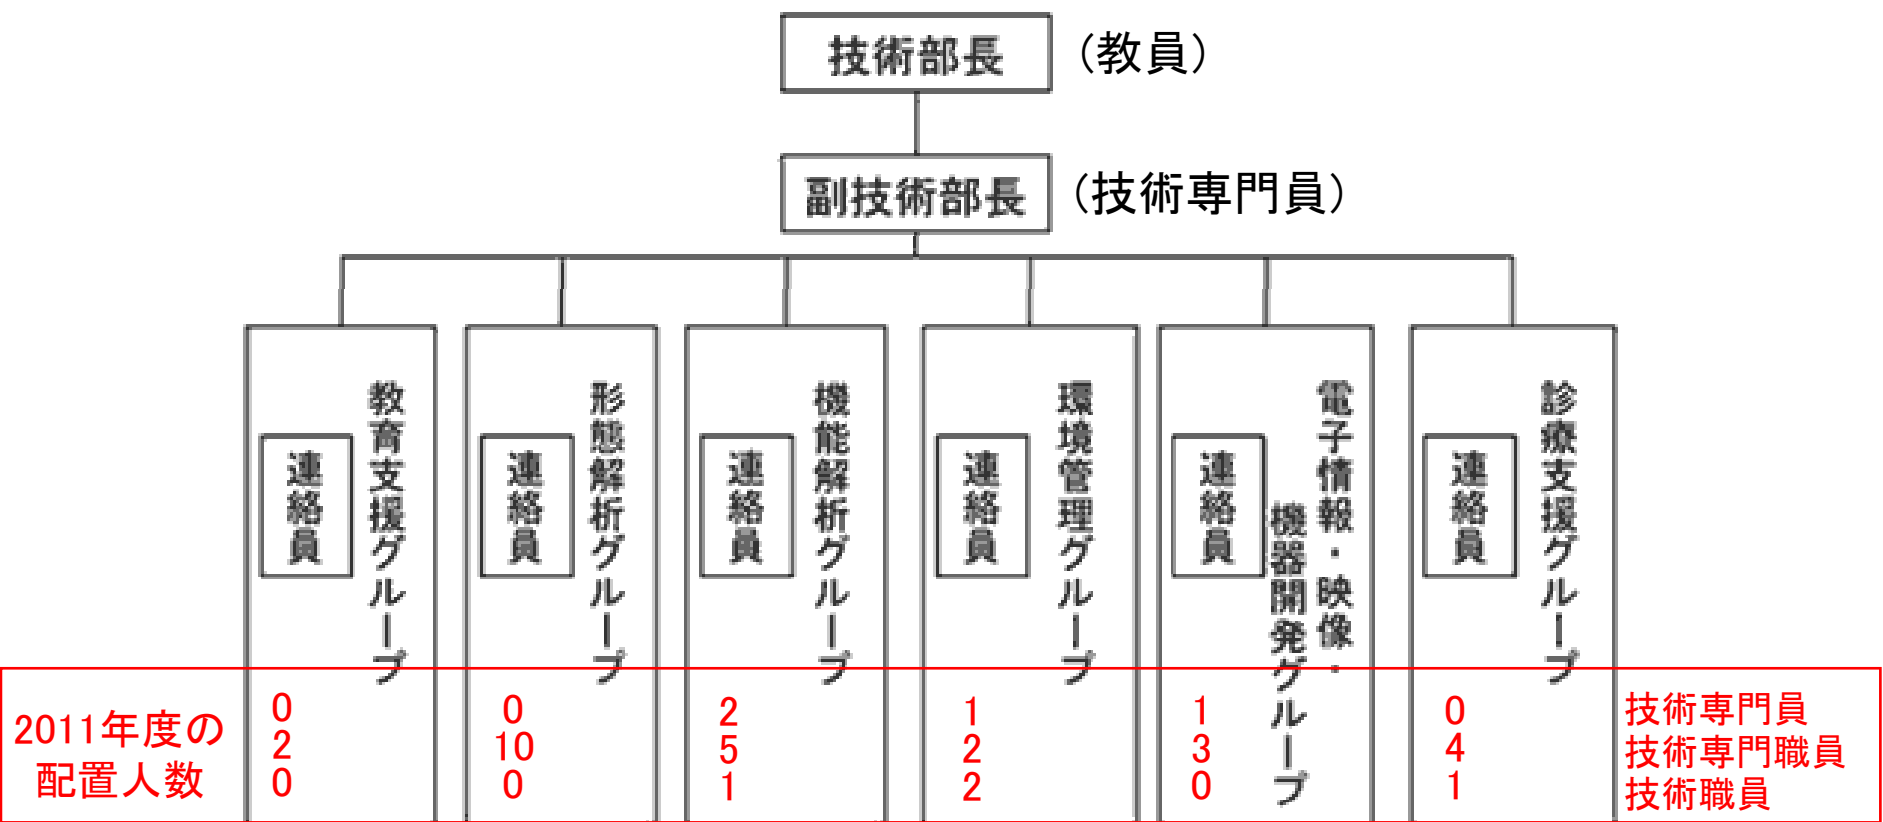 技術部長
(教員)
副技術部長
(技術専門員)
教育支援グループ
連絡員
形態解析グループ
連絡員
機能解析グループ
連絡員
環境管理グループ
連絡員
電子情報・映像・
機器開発グループ
連絡員
診療支援グループ
連絡員
2011年度の
配置人数
0 0 2 1 1 0 技術専門員
2 10 5 2 3 4 技術専門職員
0 0 1 2 0 1 技術職員